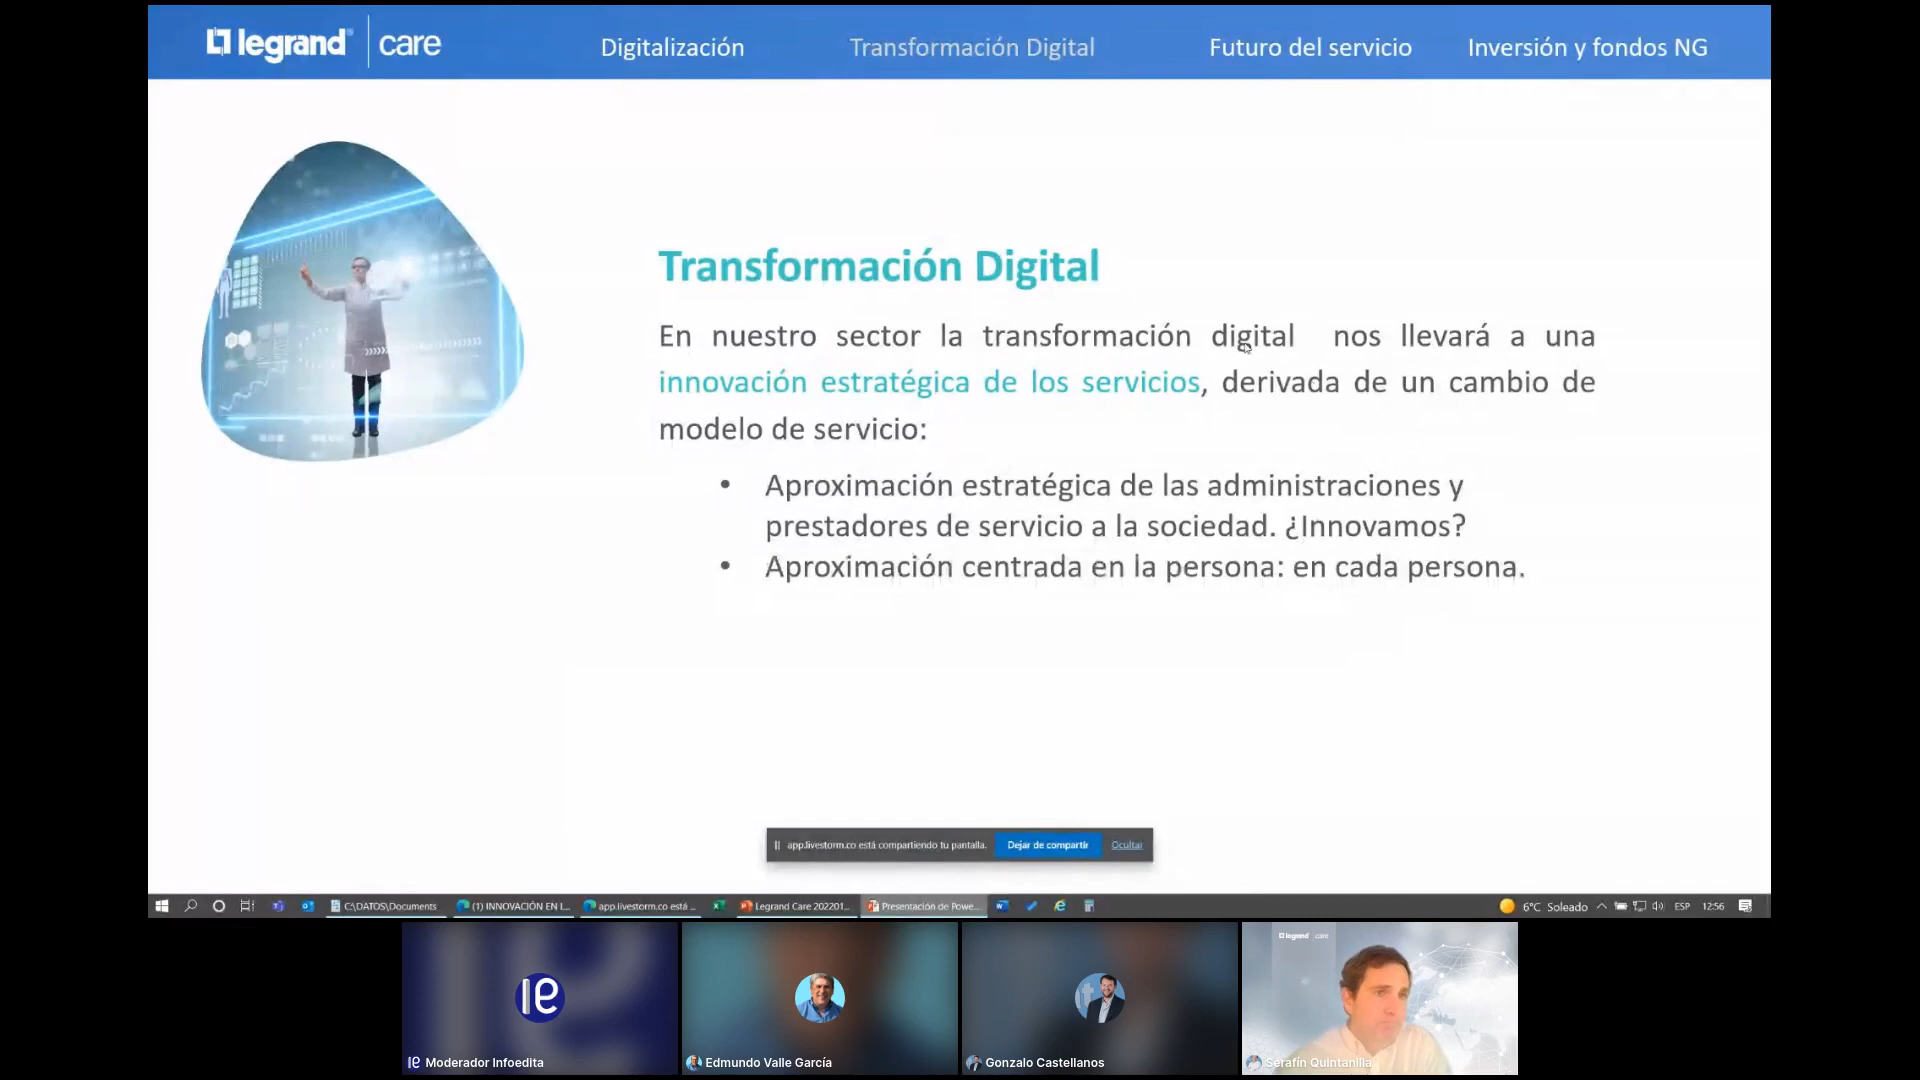 legrand care
Digitalización
Transformación Digital
Futuro del servicio
Inversión y fondos NG
Transformación Digital
En nuestro sector la transformación digital nos llevará a una
innovación estratégica de los servicios, derivada de un cambio de
modelo de servicio:
• Aproximación estratégica de las administraciones y
prestadores de servicio a la sociedad. ¿Innovamos?
• Aproximación centrada en la persona: en cada persona.
app.livestorm.co está compartiendo tu pantalla. Dejar de compartir Ocultar
C:\DATOS\Documents
(1) INNOVACIÓN EN L...
app.livestorm.co está ...
Legrand Care 202201...
Presentación de Powe...
6°C Soleado
ESP
12:56
legrand care
Moderador Infoedita
Edmundo Valle García
Gonzalo Castellanos
Serafín Quintanilla